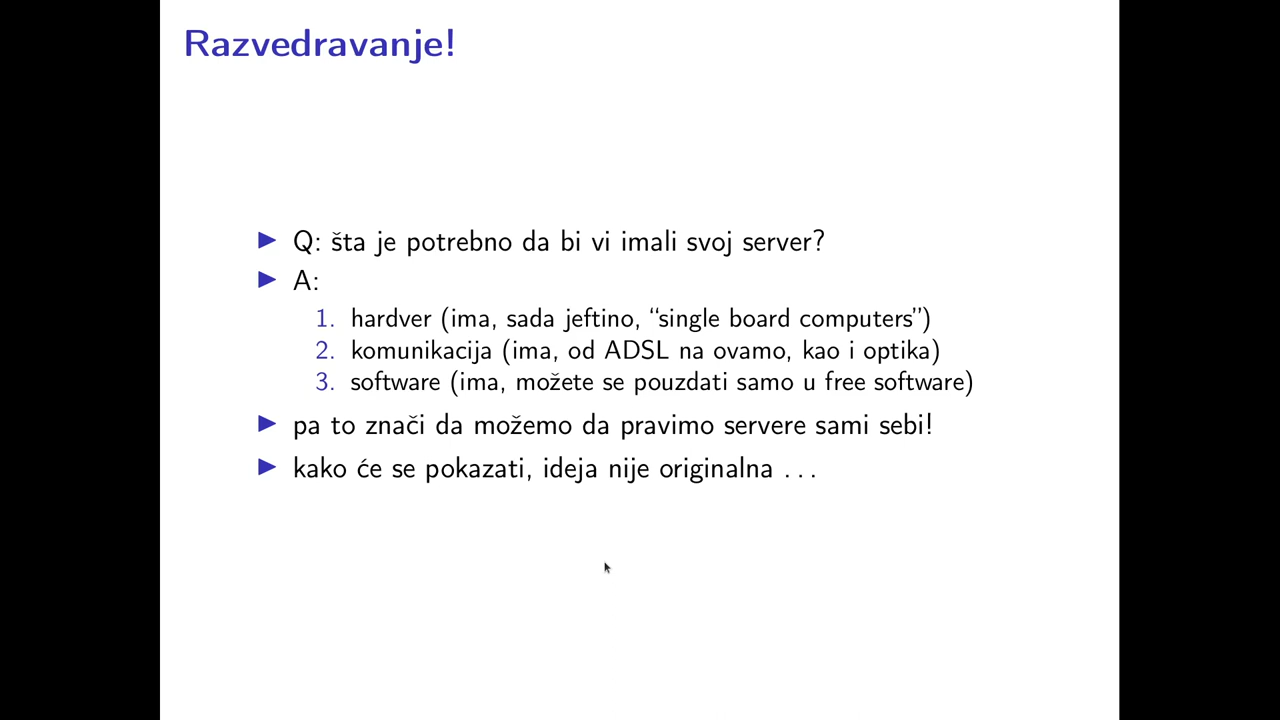 Razvedravanje!
Q: šta je potrebno da bi vi imali svoj server?
A:
1. hardver (ima, sada jeftino, “single board computers”)
2. komunikacija (ima, od ADSL na ovamo, kao i optika)
3. software (ima, možete se pouzdati samo u free software)
pa to znači da možemo da pravimo servere sami sebi!
kako će se pokazati, ideja nije originalna . . .